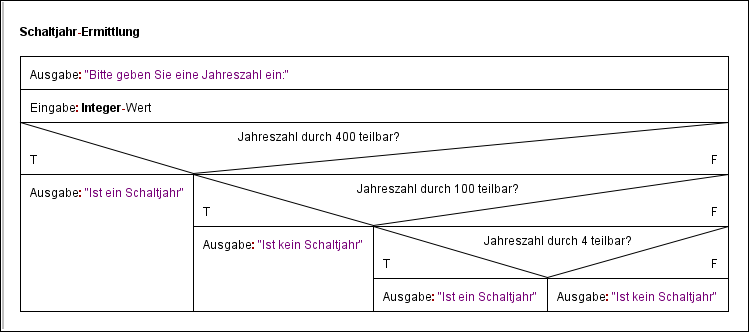 Schaltjahr-Ermittlung
Ausgabe: "Bitte geben Sie eine Jahreszahl ein:"
Eingabe: Integer-Wert
Jahreszahl durch 400 teilbar?
T
F
Ausgabe: "Ist ein Schaltjahr"
Jahreszahl durch 100 teilbar?
T
F
Ausgabe: "Ist kein Schaltjahr"
Jahreszahl durch 4 teilbar?
T
F
Ausgabe: "Ist ein Schaltjahr"
Ausgabe: "Ist kein Schaltjahr"